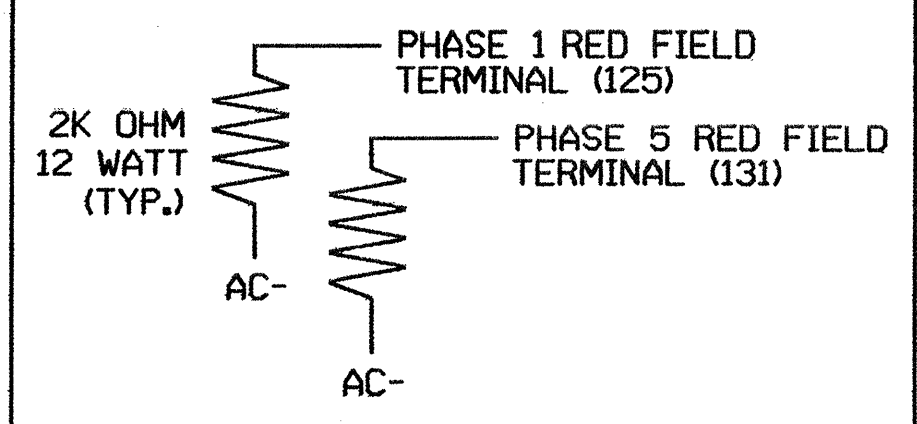 PHASE 1 RED FIELD
TERMINAL (125)
2K OHM
12 WATT
(TYP.)
AC-
PHASE 5 RED FIELD
TERMINAL (131)
AC-